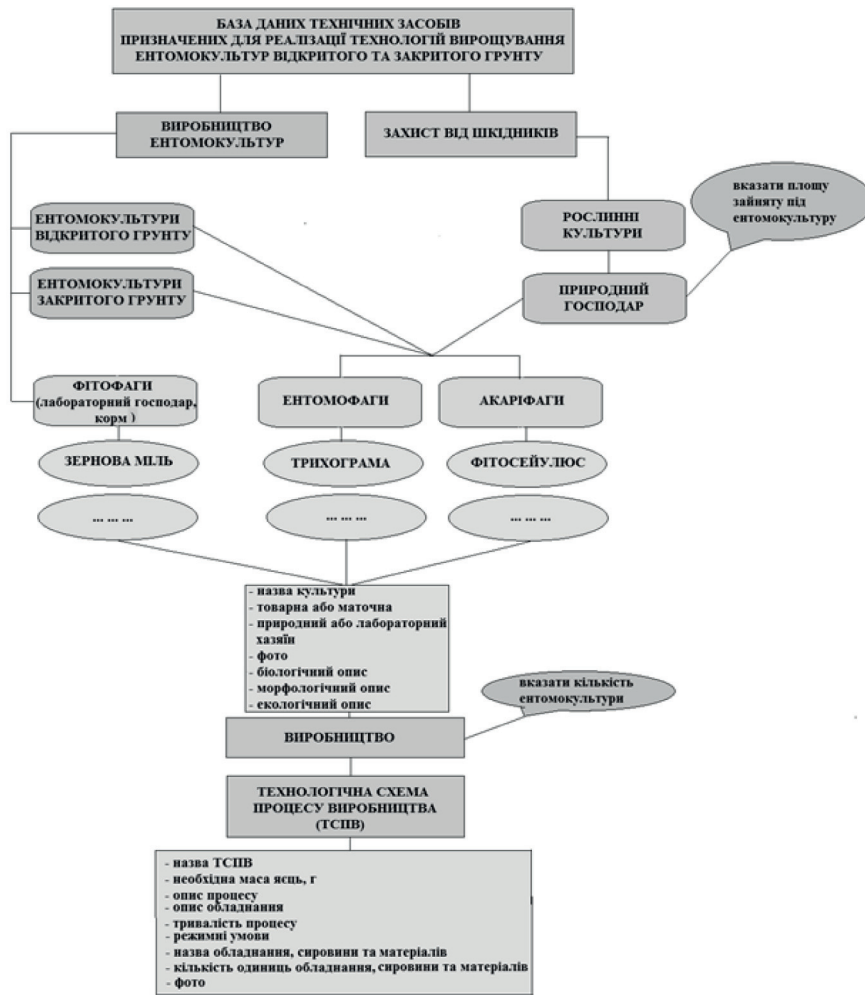 БАЗА ДАНИХ ТЕХНІЧНИХ ЗАСОБІВ
ПРИЗНАЧЕНИХ ДЛЯ РЕАЛІЗАЦІЇ ТЕХНОЛОГІЙ ВИРОЩУВАННЯ
ЕНТОМОКУЛЬТУР ВІДКРИТОГО ТА ЗАКРИТОГО ГРУНТУ
ВИРОБНИЦТВО
ЕНТОМОКУЛЬТУР
ЗАХИСТ ВІД ШКІДНИКІВ
вказати площу
зайняту під
ентомокультуру
ЕНТОМОКУЛЬТУРИ
ВІДКРИТОГО ГРУНТУ
РОСЛИННІ
КУЛЬТУРИ
ЕНТОМОКУЛЬТУРИ
ЗАКРИТОГО ГРУНТУ
ПРИРОДНИЙ
ГОСПОДАР
ФІТОФАГИ
(лабораторний господар,
корм )
ЕНТОМОФАГИ
АКАРІФАГИ
ЗЕРНОВА МІЛЬ
ТРИХОГРАМА
ФІТОСЕЙУЛЮС
... ... ...
... ... ...
... ... ...
- назва культури
- товарна або маточна
- природний або лабораторний
хазяїн
- фото
- біологічний опис
- морфологічний опис
- екологічний опис
вказати кількість
ентомокультури
ВИРОБНИЦТВО
ТЕХНОЛОГІЧНА СХЕМА
ПРОЦЕСУ ВИРОБНИЦТВА
(ТСПВ)
- назва ТСПВ
- необхідна маса яєць, г
- опис процесу
- опис обладнання
- тривалість процесу
- режимні умови
- назва обладнання, сировини та матеріалів
- кількість одиниць обладнання, сировини та матеріалів
- фото